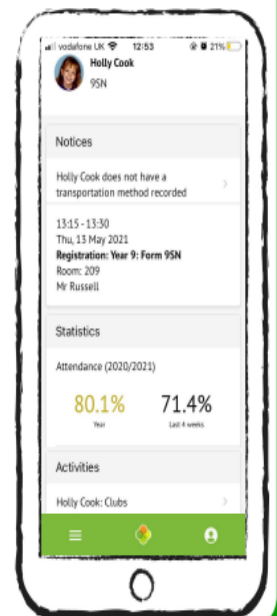 vodafone UK 12:53 21%
Holly Cook
9SN
Notices
Holly Cook does not have a
transportation method recorded
13:15 - 13:30
Thu, 13 May 2021
Registration: Year 9: Form 9SN
Room: 209
Mr Russell
Statistics
Attendance (2020/2021)
80.1% 71.4%
Year Last 4 weeks
Activities
Holly Cook: Clubs